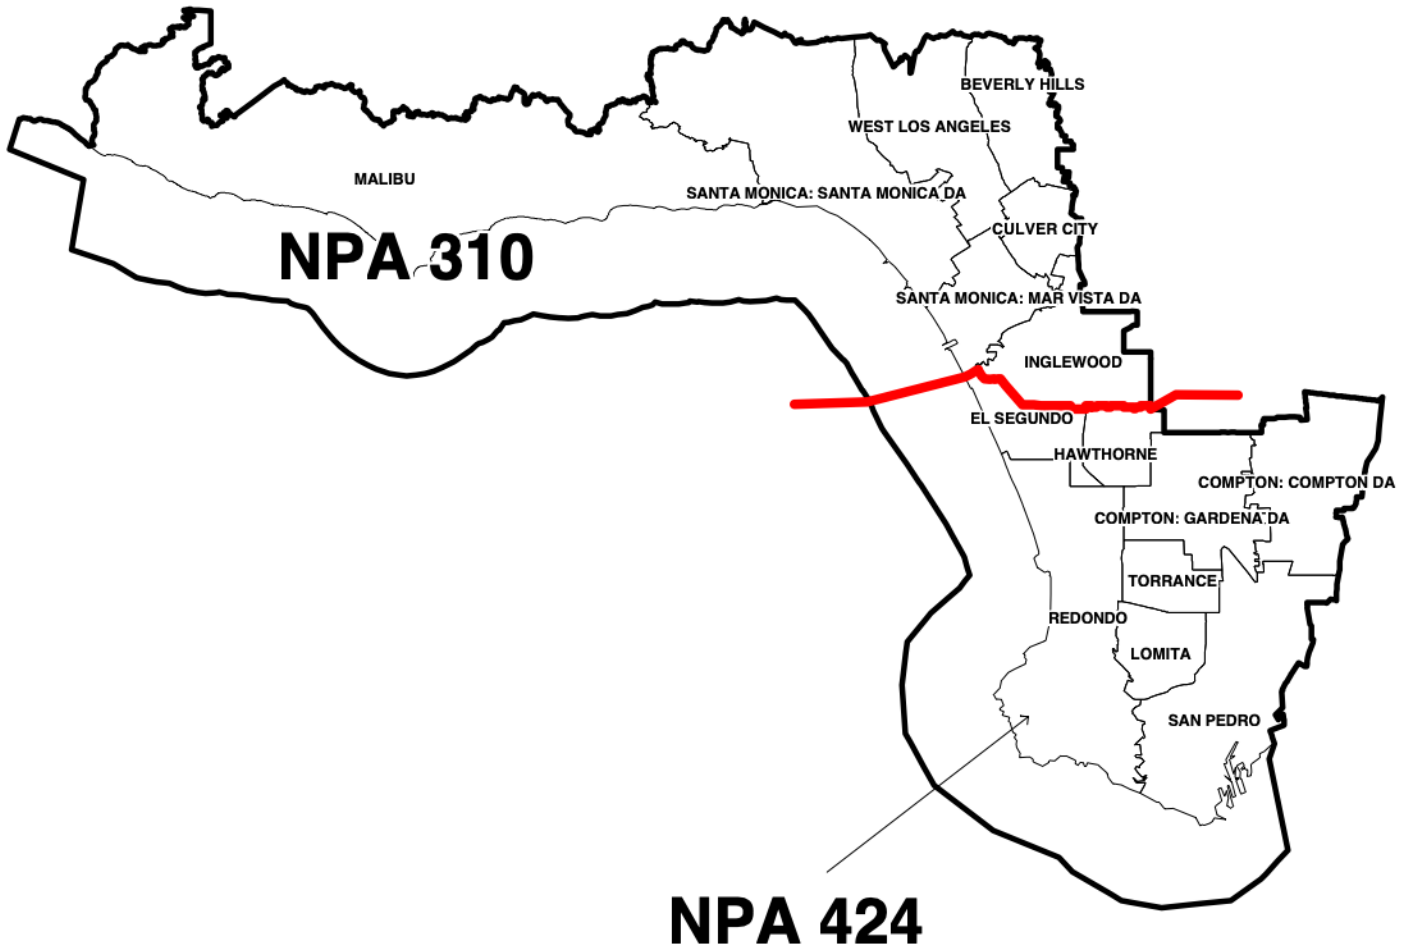 BEVERLY HILLS
WEST LOS ANGELES
MALIBU
SANTA MONICA: SANTA MONICA DA
CULVER CITY
NPA 310
SANTA MONICA: MAR VISTA DA
INGLEWOOD
EL SEGUNDO
HAWTHORNE
COMPTON: COMPTON DA
COMPTON: GARDENA DA
TORRANCE
REDONDO
LOMITA
SAN PEDRO
NPA 424